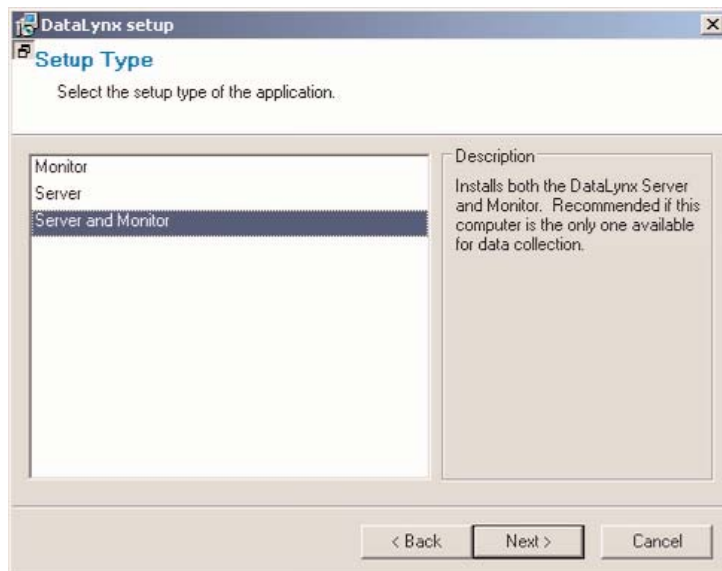 DataLynx setup
Setup Type
Select the setup type of the application.
Monitor
Server
Server and Monitor
Description
Installs both the DataLynx Server
and Monitor. Recommended if this
computer is the only one available
for data collection.
< Back
Next >
Cancel